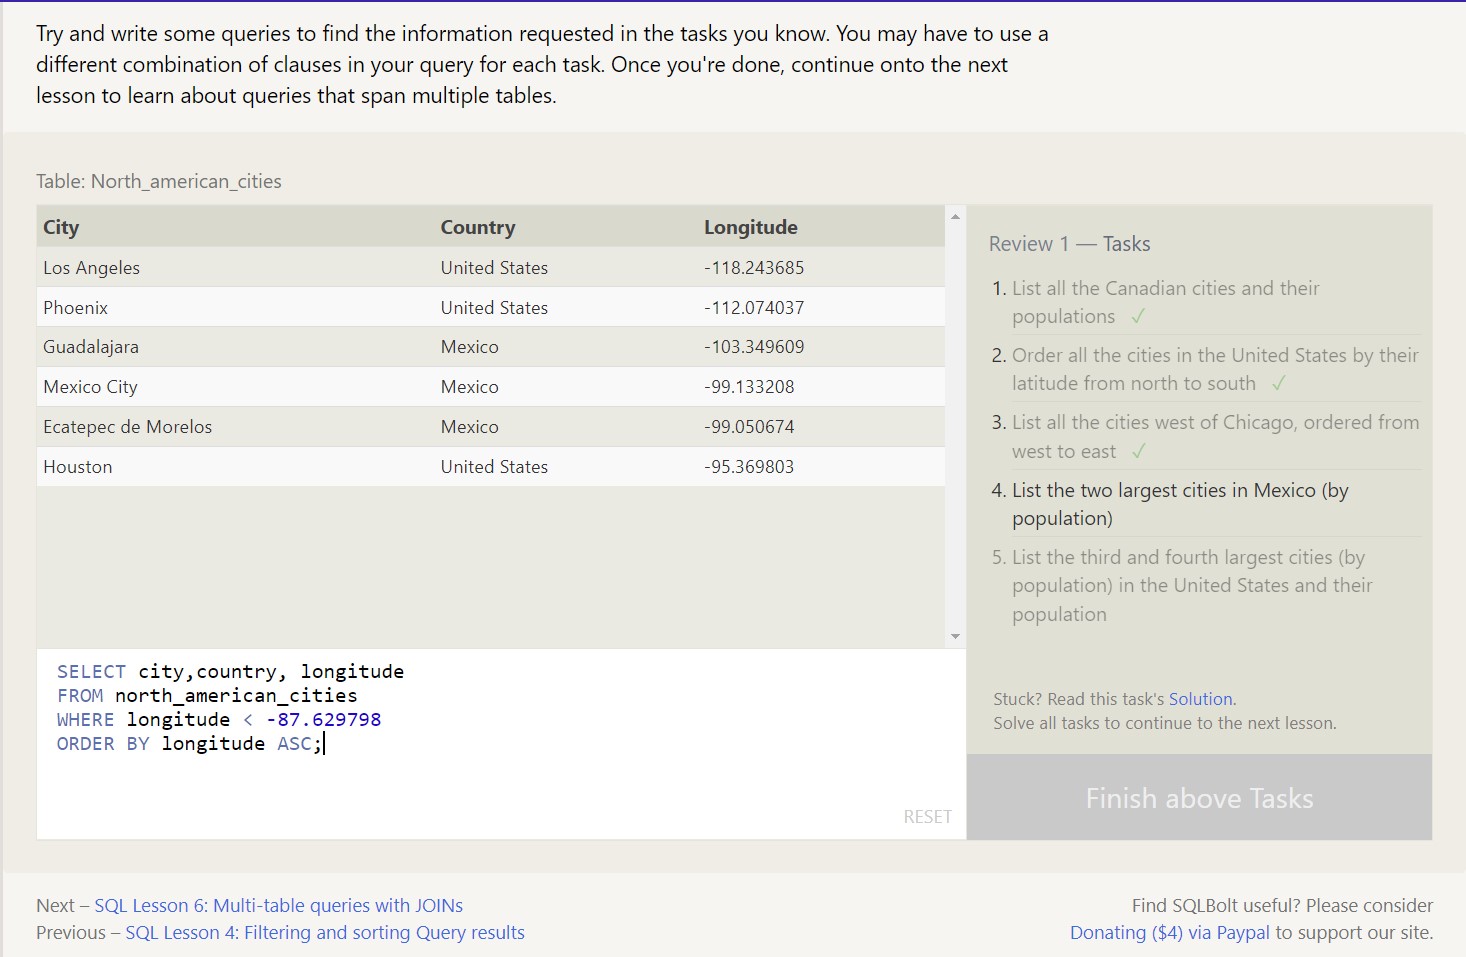 Try and write some queries to find the information requested in the tasks you know. You may have to use a
different combination of clauses in your query for each task. Once you're done, continue onto the next
lesson to learn about queries that span multiple tables.
Table: North_american_cities
City Country Longitude
Los Angeles United States -118.243685
Phoenix United States -112.074037
Guadalajara Mexico -103.349609
Mexico City Mexico -99.133208
Ecatepec de Morelos Mexico -99.050674
Houston United States -95.369803
SELECT city,country, longitude
FROM north_american_cities
WHERE longitude < -87.629798
ORDER BY longitude ASC;
RESET
Review 1 — Tasks
1. List all the Canadian cities and their
populations ✓
2. Order all the cities in the United States by their
latitude from north to south ✓
3. List all the cities west of Chicago, ordered from
west to east ✓
4. List the two largest cities in Mexico (by
population)
5. List the third and fourth largest cities (by
population) in the United States and their
population
Stuck? Read this task's Solution.
Solve all tasks to continue to the next lesson.
Finish above Tasks
Next – SQL Lesson 6: Multi-table queries with JOINs
Previous – SQL Lesson 4: Filtering and sorting Query results
Find SQLBolt useful? Please consider
Donating ($4) via Paypal to support our site.